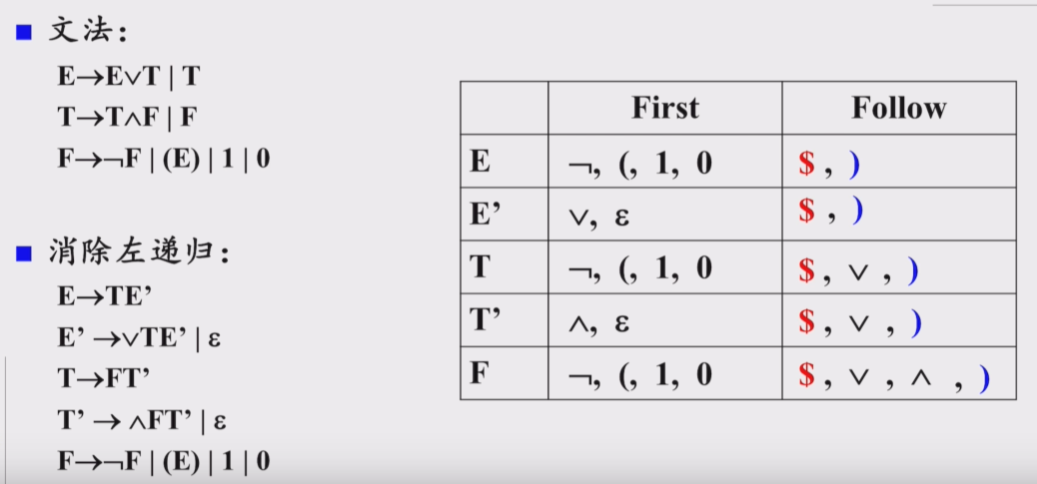 文法:
E→E∨T | T
T→T∧F | F
F→¬F | (E) | 1 | 0
消除左递归:
E→TE’
E’ →∨TE’ | ε
T→FT’
T’ → ∧FT’ | ε
F→¬F | (E) | 1 | 0
First Follow
E ¬, (, 1, 0 $ , )
E’ ∨, ε $ , )
T ¬, (, 1, 0 $ , ∨ , )
T’ ∧, ε $ , ∨ , )
F ¬, (, 1, 0 $ , ∨ , ∧ , )